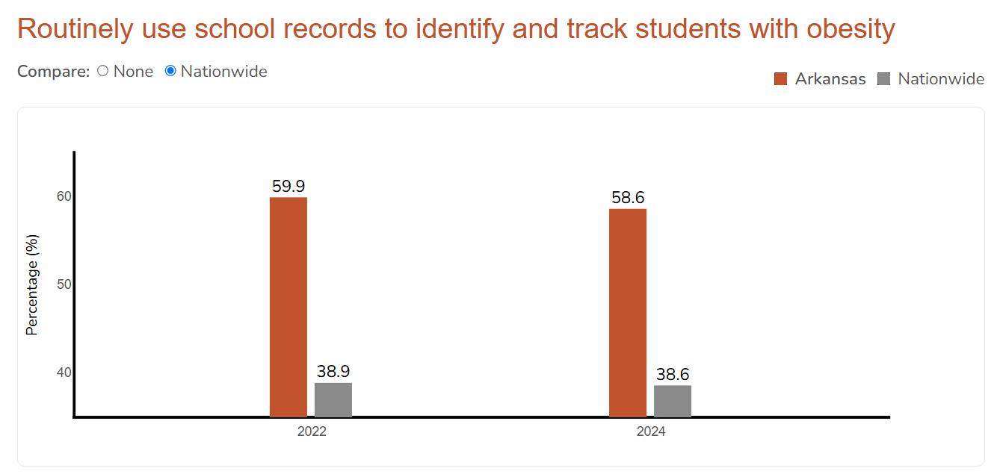 Routinely use school records to identify and track students with obesity
Compare: None Nationwide
Arkansas Nationwide
Percentage (%)
60
50
40
59.9
38.9
58.6
38.6
2022
2024